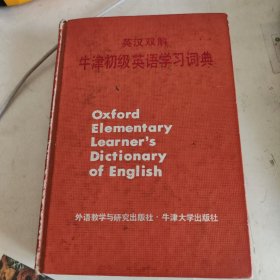 英汉双解
牛津初级英语学习词典
Oxford
Elementary
Learner's
Dictionary
of English
外语教学与研究出版社·牛津大学出版社